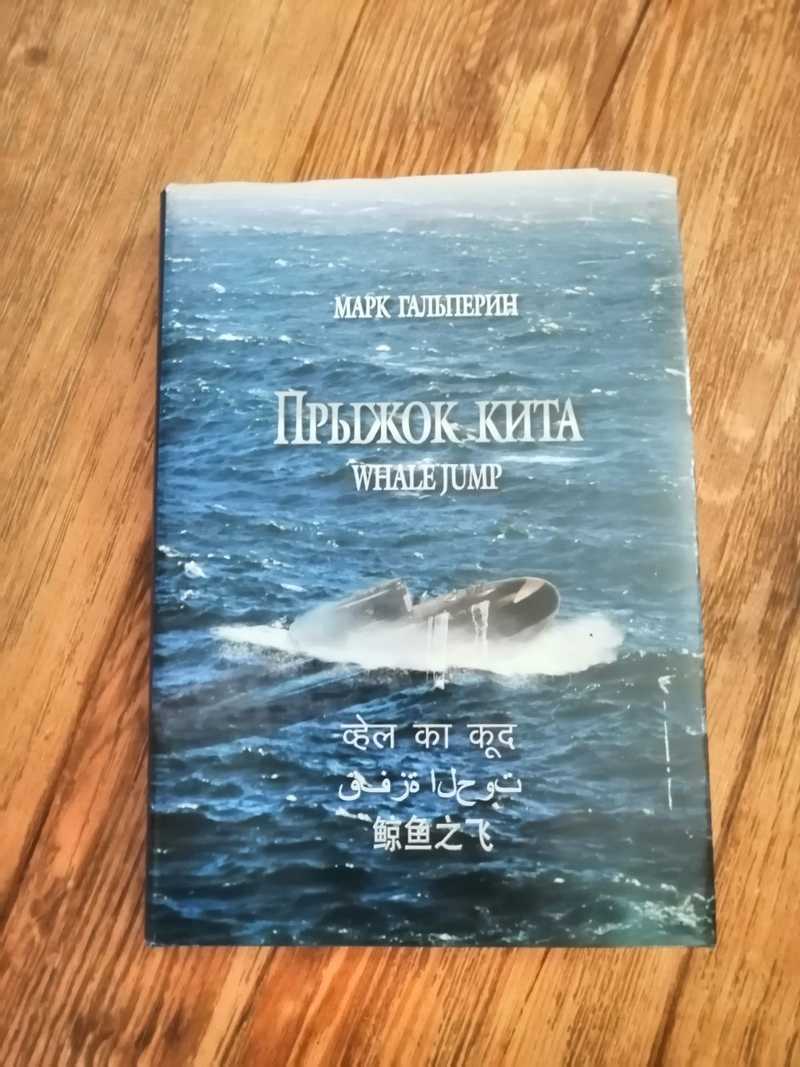 МАРК ГАЛЬПЕРИН
ПРЫЖОК КИТА
WHALE JUMP
व्हेल का कूद
قفزة الحوت
鲸鱼之飞